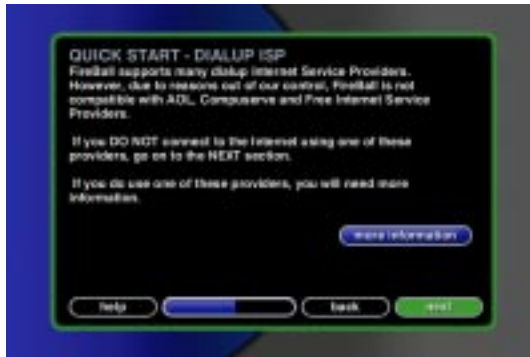 QUICK START - DIALUP ISP
FireBall supports many dialup Internet Service Providers.
However, due to reasons out of our control, FireBall is not
compatible with AOL, Compuserve and Free Internet Service
Providers.
If you DO NOT connect to the Internet using one of these
providers, go on to the NEXT section.
If you do use one of these providers, you will need more
information.
more information
help
back
next